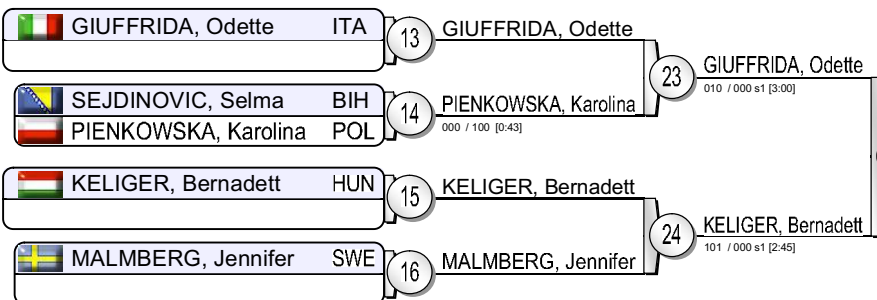 GIUFFRIDA, Odette ITA
13
GIUFFRIDA, Odette
23
GIUFFRIDA, Odette
010 / 000 s1 [3:00]
SEJDINOVIC, Selma BIH
PIENKOWSKA, Karolina POL
14
PIENKOWSKA, Karolina
000 / 100 [0:43]
KELIGER, Bernadett HUN
15
KELIGER, Bernadett
24
KELIGER, Bernadett
101 / 000 s1 [2:45]
MALMBERG, Jennifer SWE
16
MALMBERG, Jennifer